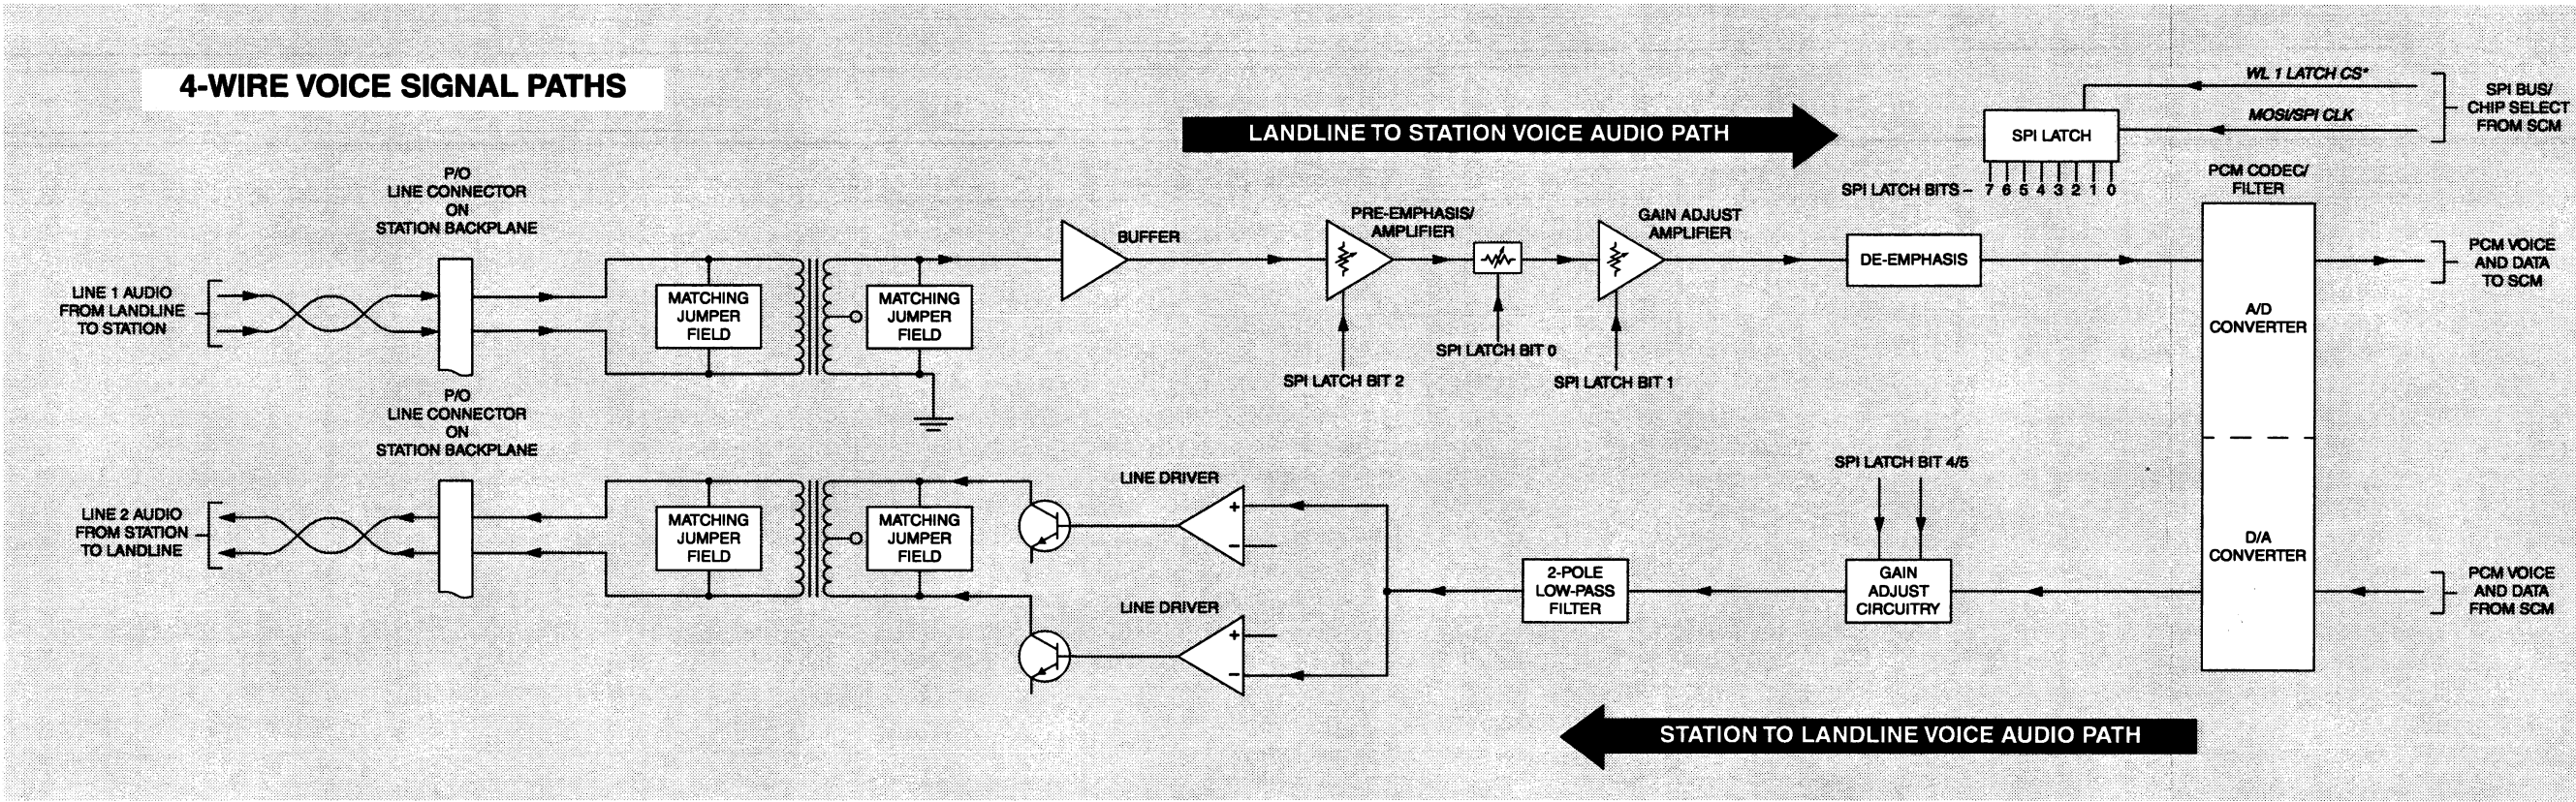 4-WIRE VOICE SIGNAL PATHS
WL 1 LATCH CS*
MOSI/SPI CLK
SPI BUS/
CHIP SELECT
FROM SCM
LANDLINE TO STATION VOICE AUDIO PATH
SPI LATCH
SPI LATCH BITS – 7 6 5 4 3 2 1 0
P/O
LINE CONNECTOR
ON
STATION BACKPLANE
LINE 1 AUDIO
FROM LANDLINE
TO STATION
MATCHING
JUMPER
FIELD
MATCHING
JUMPER
FIELD
BUFFER
PRE-EMPHASIS/
AMPLIFIER
SPI LATCH BIT 2
SPI LATCH BIT 0
GAIN ADJUST
AMPLIFIER
SPI LATCH BIT 1
DE-EMPHASIS
PCM CODEC/
FILTER
A/D
CONVERTER
PCM VOICE
AND DATA
TO SCM
P/O
LINE CONNECTOR
ON
STATION BACKPLANE
LINE 2 AUDIO
FROM STATION
TO LANDLINE
MATCHING
JUMPER
FIELD
MATCHING
JUMPER
FIELD
LINE DRIVER
+
–
LINE DRIVER
+
–
2-POLE
LOW-PASS
FILTER
SPI LATCH BIT 4/5
GAIN
ADJUST
CIRCUITRY
D/A
CONVERTER
PCM VOICE
AND DATA
FROM SCM
STATION TO LANDLINE VOICE AUDIO PATH